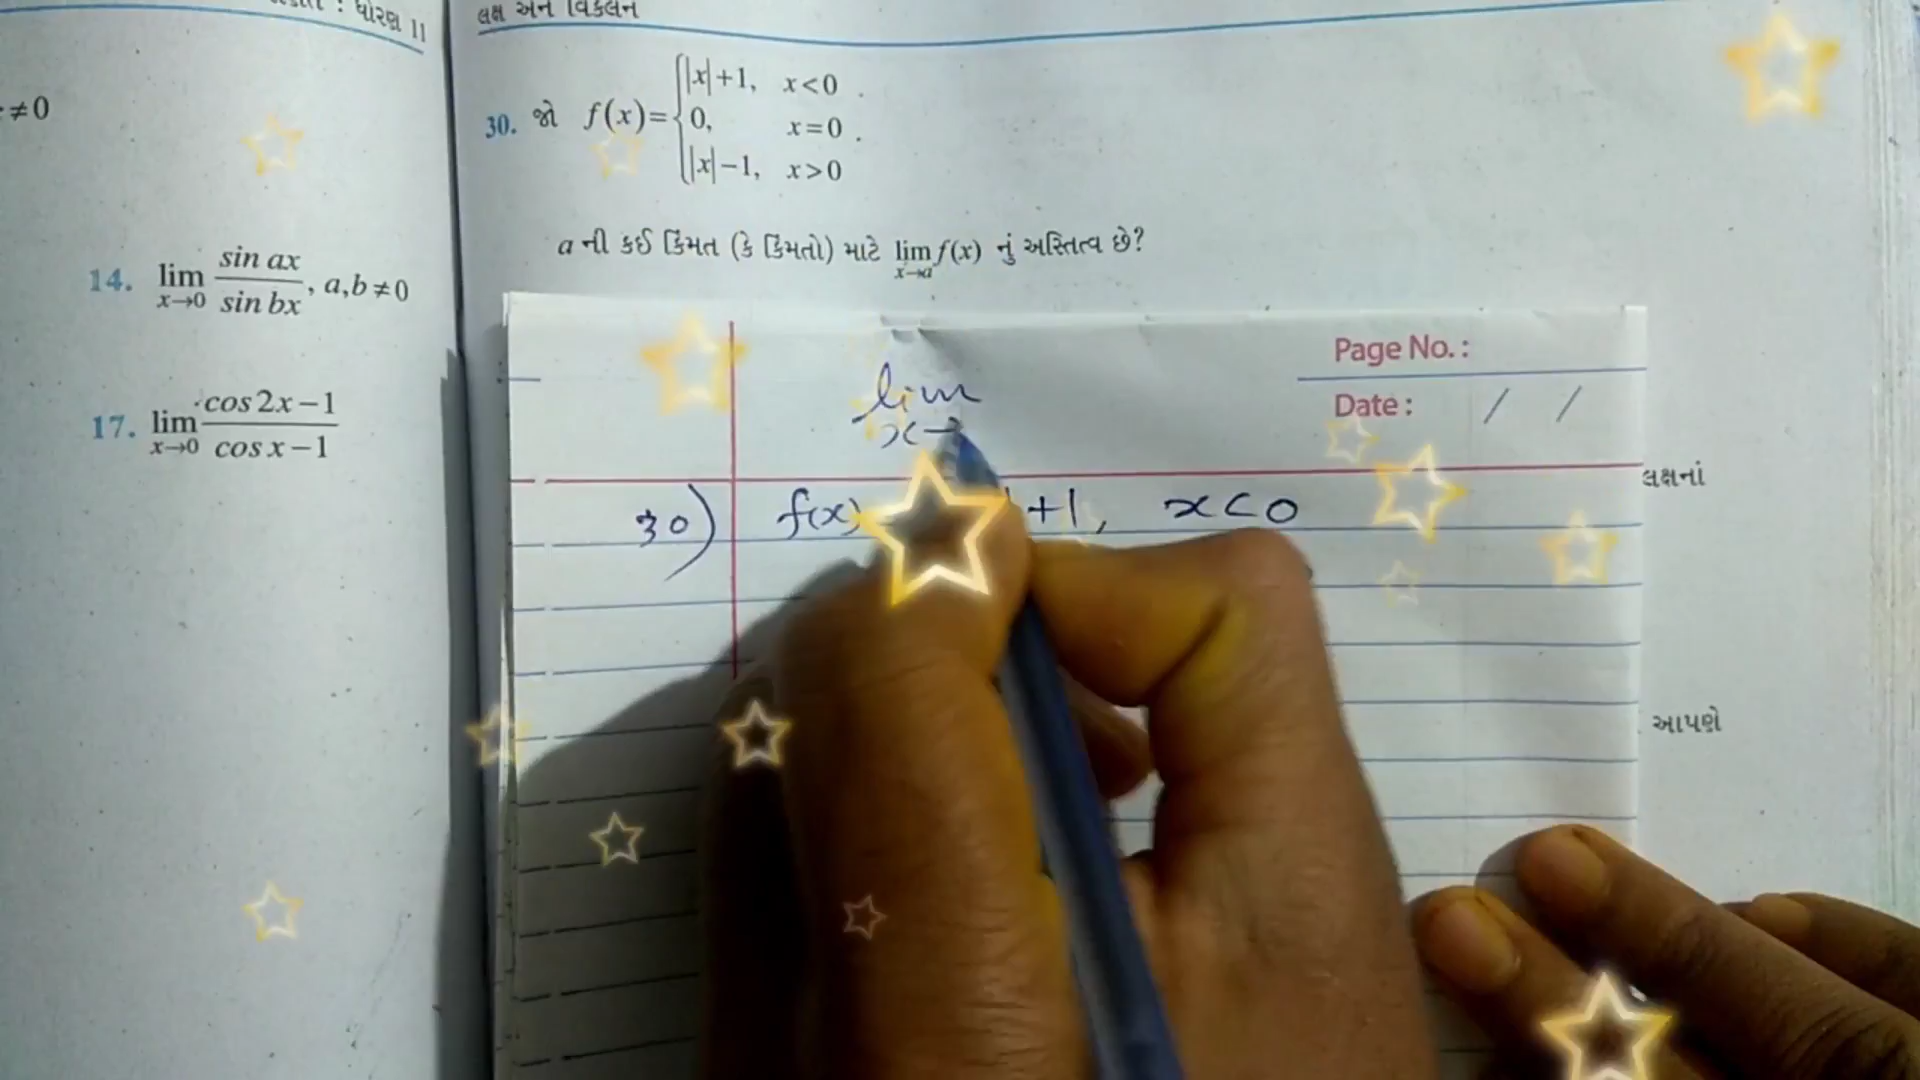 : ધોરણ 11
≠0
14. lim x→0 sin ax / sin bx , a,b≠0
17. lim x→0 cos 2x−1 / cos x−1
લક્ષ અને વિકલન
30. જો f(x)= { |x|+1, x<0 .
0, x=0 .
|x|−1, x>0
a ની કઈ કિંમત (કે કિંમતો) માટે lim x→a f(x) નું અસ્તિત્વ છે?
Page No. :
Date : / /
lim
x→
30) f(x) +1, x<0
લક્ષનાં
આપણે